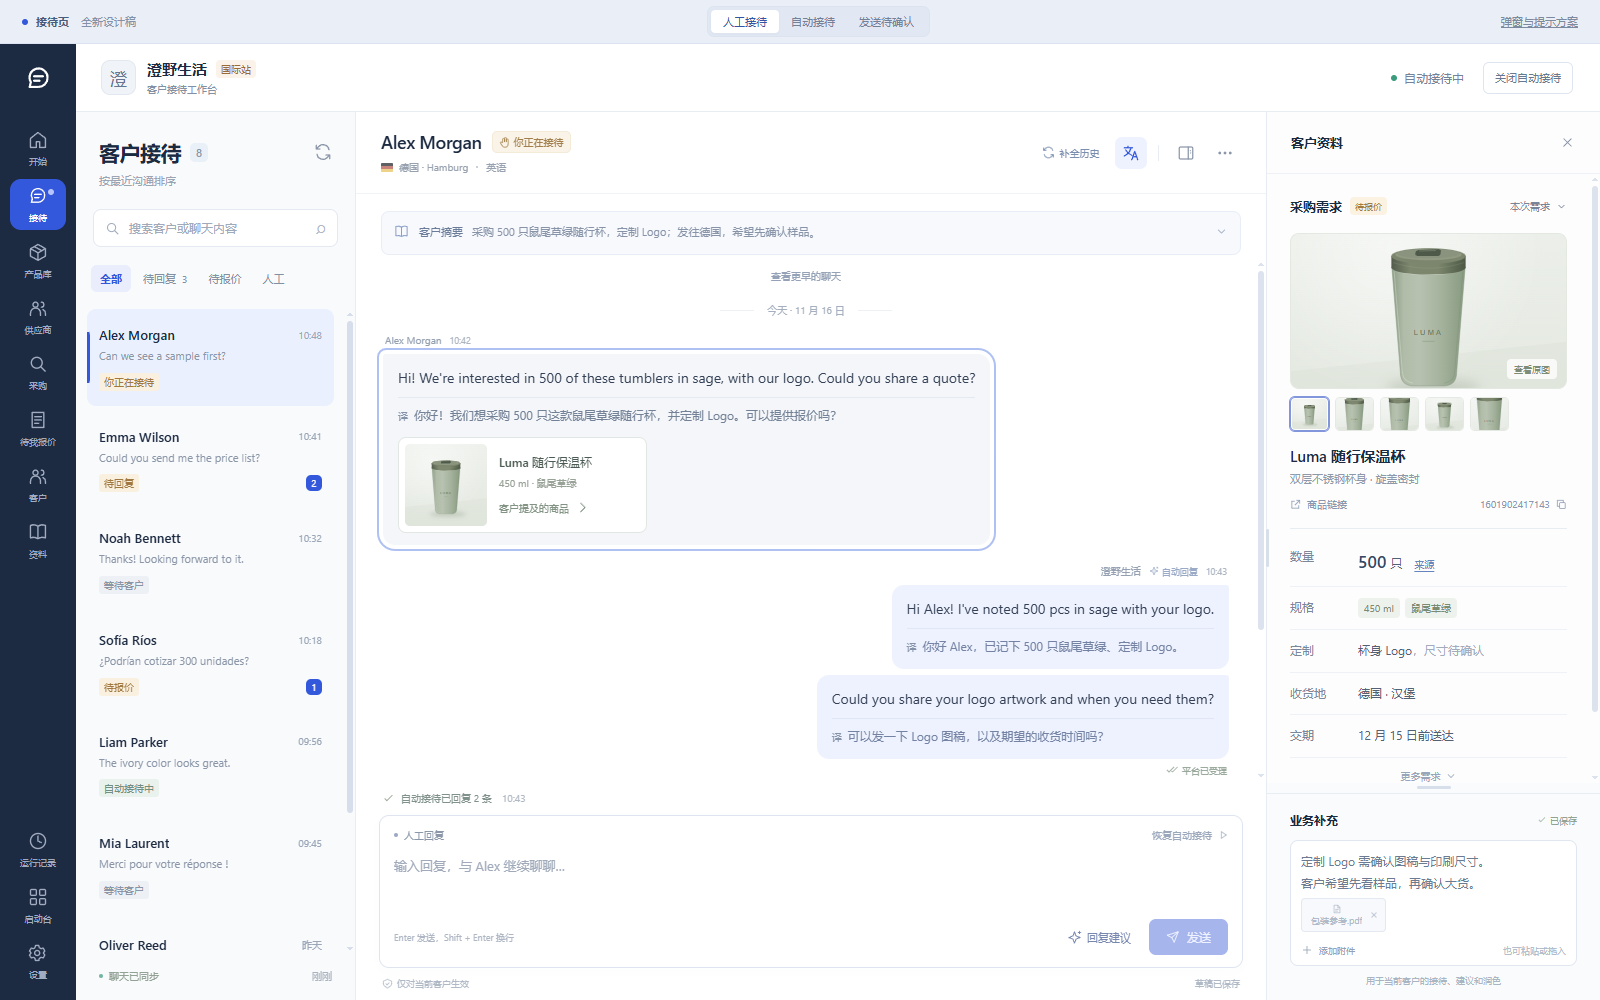 接待页 全新设计稿
人工接待 自动接待 发送待确认
弹窗与提示方案
澄
澄野生活 国际站
客户接待工作台
自动接待中 关闭自动接待
开始
接待
产品库
供应商
采购
待我报价
客户
资料
运行记录
启动台
设置
客户接待 8
按最近沟通排序
搜索客户或聊天内容
全部 待回复 3 待报价 人工
Alex Morgan 10:48
Can we see a sample first?
你正在接待
Emma Wilson 10:41
Could you send me the price list?
待回复 2
Noah Bennett 10:32
Thanks! Looking forward to it.
等待客户
Sofía Ríos 10:18
¿Podrían cotizar 300 unidades?
待报价 1
Liam Parker 09:56
The ivory color looks great.
自动接待中
Mia Laurent 09:45
Merci pour votre réponse !
等待客户
Oliver Reed 昨天
聊天已同步 刚刚
Alex Morgan 你正在接待
德国 · Hamburg · 英语
补全历史
客户摘要 采购 500 只鼠尾草绿随行杯，定制 Logo；发往德国，希望先确认样品。
查看更早的聊天
今天 · 11 月 16 日
Alex Morgan 10:42
Hi! We're interested in 500 of these tumblers in sage, with our logo. Could you share a quote?
译 你好！我们想采购 500 只这款鼠尾草绿随行杯，并定制 Logo。可以提供报价吗？
Luma 随行保温杯
450 ml · 鼠尾草绿
客户提及的商品
澄野生活 自动回复 10:43
Hi Alex! I've noted 500 pcs in sage with your logo.
译 你好 Alex，已记下 500 只鼠尾草绿、定制 Logo。
Could you share your logo artwork and when you need them?
译 可以发一下 Logo 图稿，以及期望的收货时间吗？
平台已受理
自动接待已回复 2 条 10:43
人工回复 恢复自动接待
输入回复，与 Alex 继续聊聊...
Enter 发送，Shift + Enter 换行
回复建议 发送
仅对当前客户生效 草稿已保存
客户资料
采购需求 待报价 本次需求
LUMA
查看原图
Luma 随行保温杯
双层不锈钢杯身 · 旋盖密封
商品链接 1601902417143
数量 500 只 来源
规格 450 ml 鼠尾草绿
定制 杯身 Logo，尺寸待确认
收货地 德国 · 汉堡
交期 12 月 15 日前送达
更多需求
业务补充 已保存
定制 Logo 需确认图稿与印刷尺寸。
客户希望先看样品，再确认大货。
包装参考.pdf
添加附件 也可粘贴或拖入
用于当前客户的接待、建议和润色